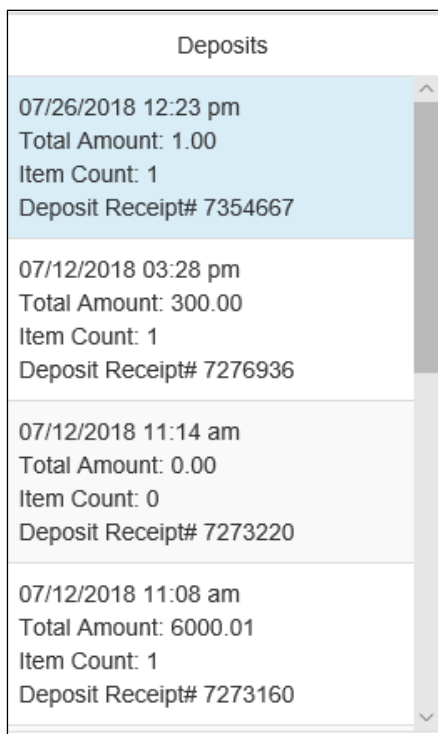 Deposits
07/26/2018 12:23 pm
Total Amount: 1.00
Item Count: 1
Deposit Receipt# 7354667
07/12/2018 03:28 pm
Total Amount: 300.00
Item Count: 1
Deposit Receipt# 7276936
07/12/2018 11:14 am
Total Amount: 0.00
Item Count: 0
Deposit Receipt# 7273220
07/12/2018 11:08 am
Total Amount: 6000.01
Item Count: 1
Deposit Receipt# 7273160